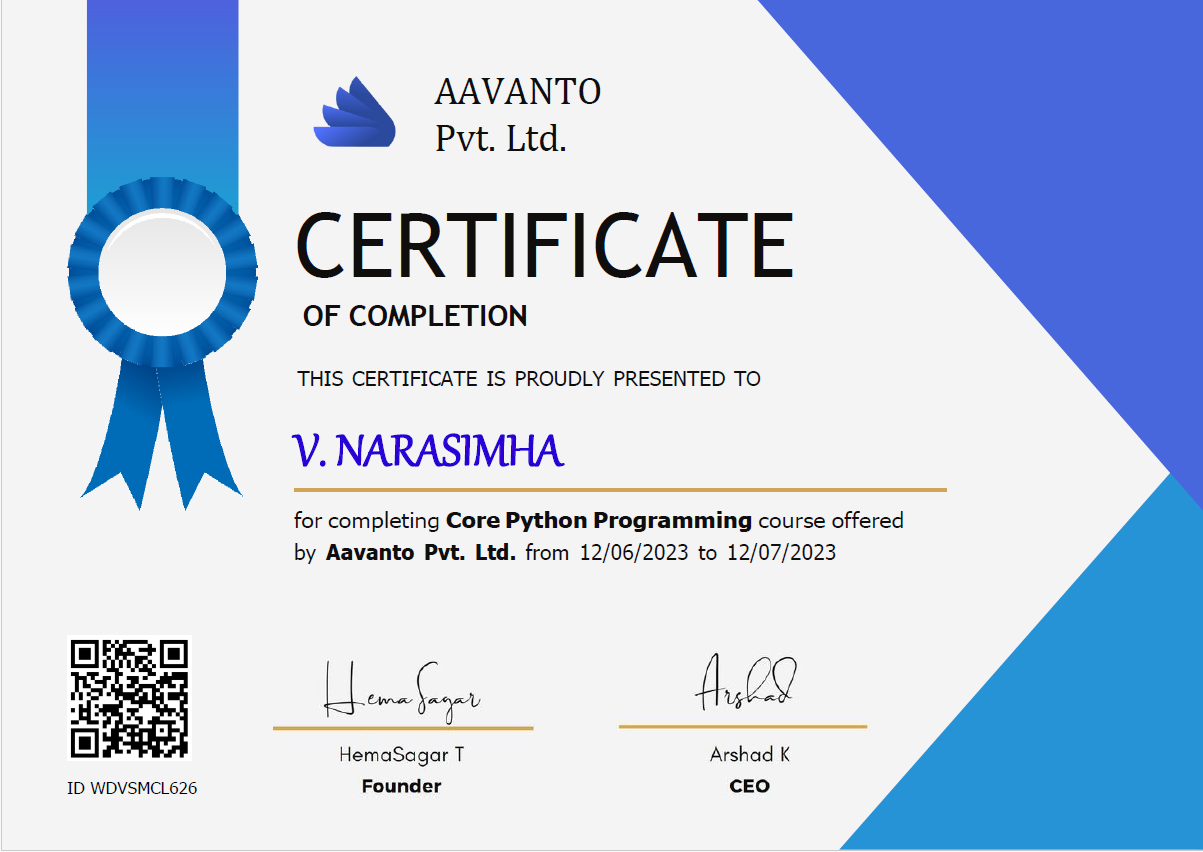 AAVANTO
Pvt. Ltd.
CERTIFICATE
OF COMPLETION
THIS CERTIFICATE IS PROUDLY PRESENTED TO
V. NARASIMHA
for completing Core Python Programming course offered
by Aavanto Pvt. Ltd. from 12/06/2023 to 12/07/2023
Hema Sagar
Arshad
HemaSagar T
Arshad K
Founder
CEO
ID WDVSMCL626